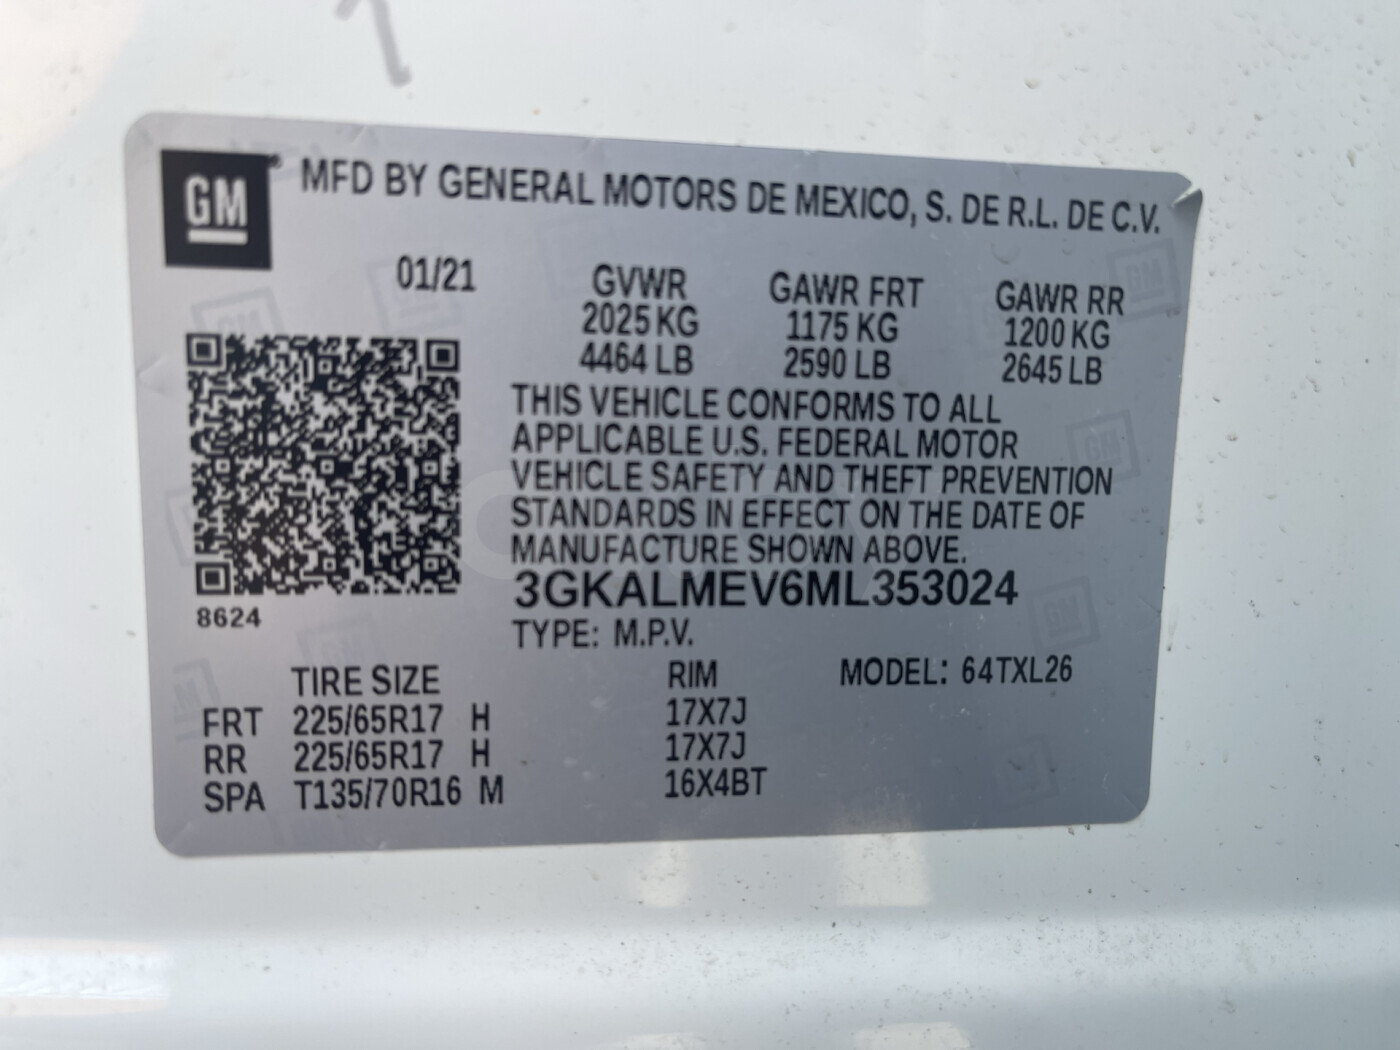 GM® MFD BY GENERAL MOTORS DE MEXICO, S. DE R.L. DE C.V.
01/21 GVWR GAWR FRT GAWR RR
2025 KG 1175 KG 1200 KG
4464 LB 2590 LB 2645 LB
THIS VEHICLE CONFORMS TO ALL
APPLICABLE U.S. FEDERAL MOTOR
VEHICLE SAFETY AND THEFT PREVENTION
STANDARDS IN EFFECT ON THE DATE OF
MANUFACTURE SHOWN ABOVE.
3GKALMEV6ML353024
8624
TYPE: M.P.V.
TIRE SIZE RIM MODEL: 64TXL26
FRT 225/65R17 H 17X7J
RR 225/65R17 H 17X7J
SPA T135/70R16 M 16X4BT